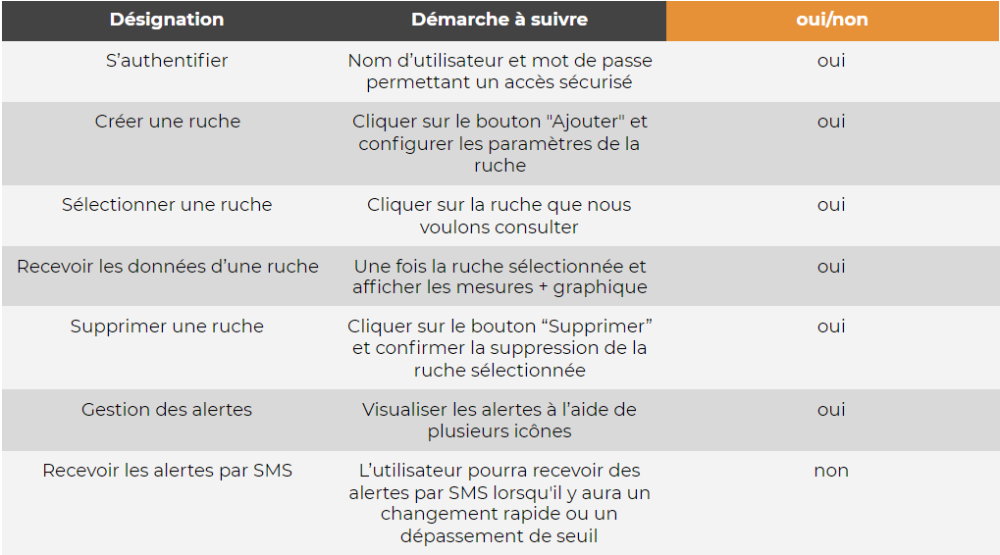 Désignation
Démarche à suivre
oui/non
S’authentifier
Nom d’utilisateur et mot de passe
permettant un accès sécurisé
oui
Créer une ruche
Cliquer sur le bouton "Ajouter" et
configurer les paramètres de la
ruche
oui
Sélectionner une ruche
Cliquer sur la ruche que nous
voulons consulter
oui
Recevoir les données d’une ruche
Une fois la ruche sélectionnée et
afficher les mesures + graphique
oui
Supprimer une ruche
Cliquer sur le bouton “Supprimer”
et confirmer la suppression de la
ruche sélectionnée
oui
Gestion des alertes
Visualiser les alertes à l’aide de
plusieurs icônes
oui
Recevoir les alertes par SMS
L’utilisateur pourra recevoir des
alertes par SMS lorsqu'il y aura un
changement rapide ou un
dépassement de seuil
non